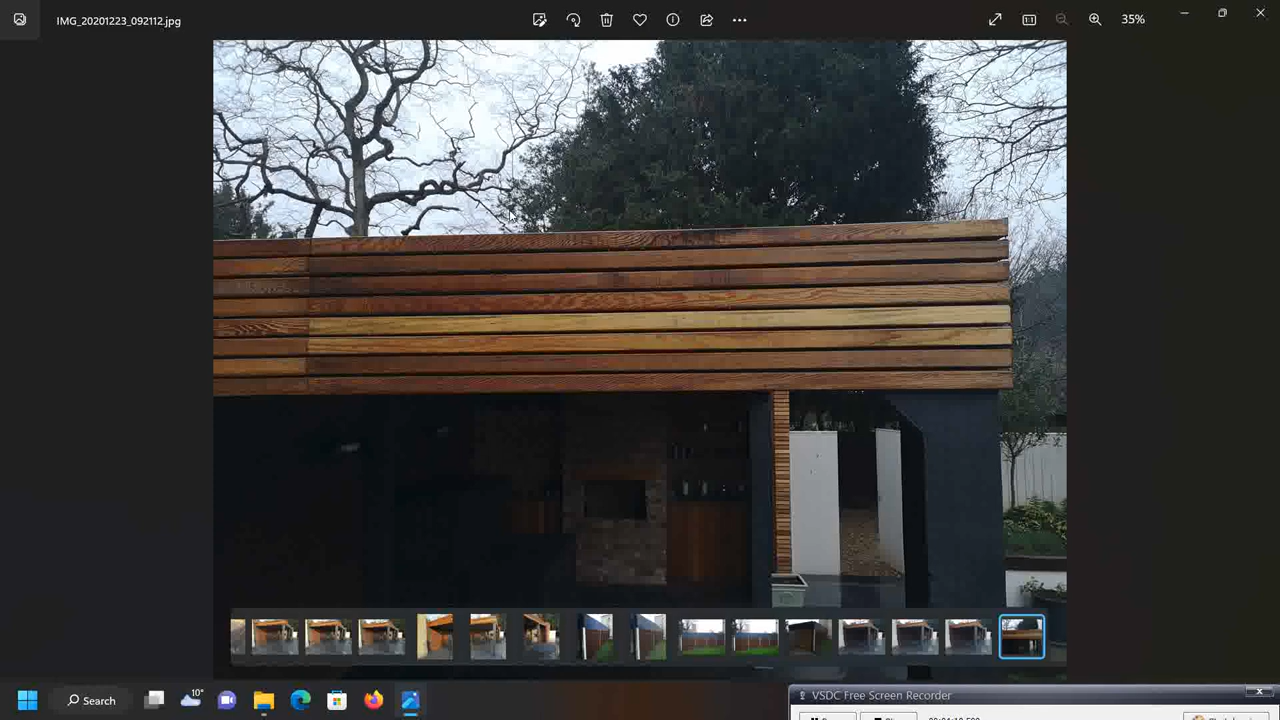 IMG_20201223_092112.jpg
35%
10°
Search
VSDC Free Screen Recorder